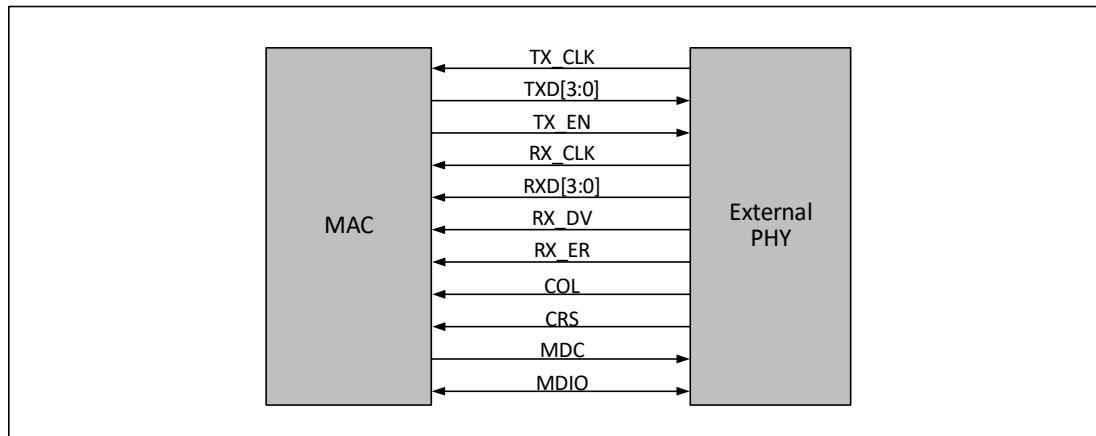 TX_CLK
TXD[3:0]
TX_EN
RX_CLK
RXD[3:0]
RX_DV
RX_ER
COL
CRS
MDC
MDIO
MAC
External
PHY